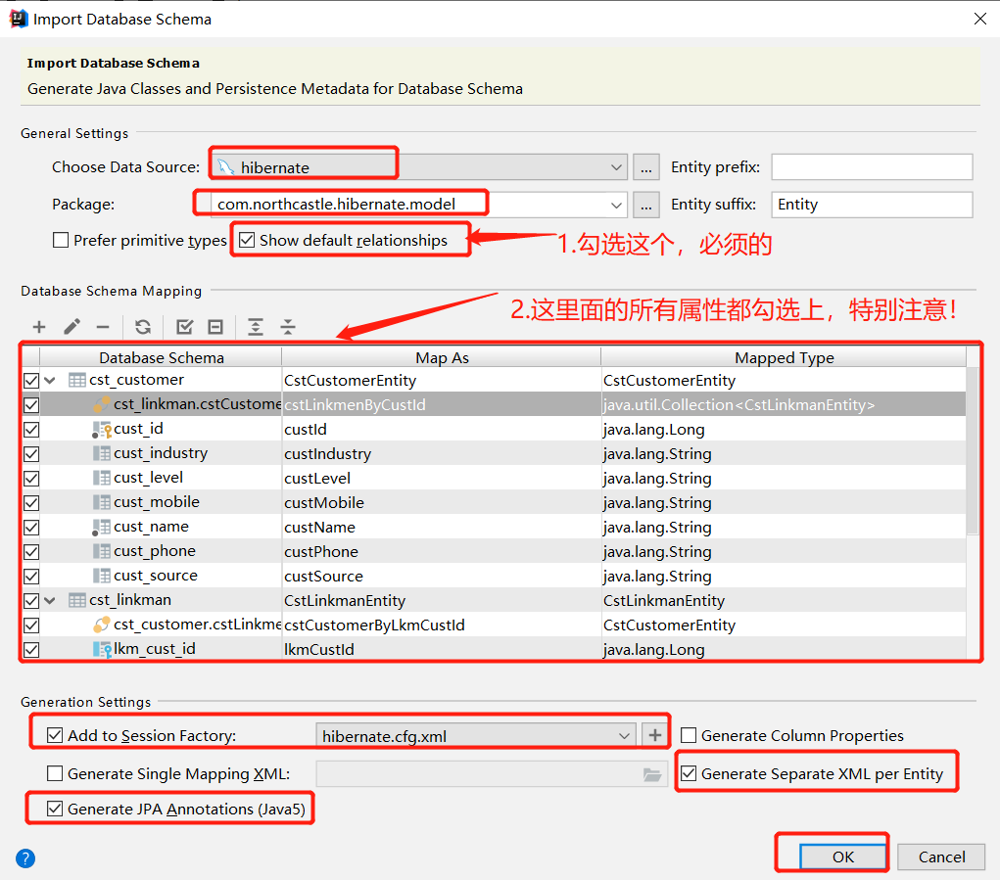 Import Database Schema
Import Database Schema
Generate Java Classes and Persistence Metadata for Database Schema
General Settings
Choose Data Source: hibernate ... Entity prefix:
Package: com.northcastle.hibernate.model ... Entity suffix: Entity
Prefer primitive types Show default relationships 1.勾选这个，必须的
Database Schema Mapping
2.这里面的所有属性都勾选上，特别注意！
Database Schema Map As Mapped Type
cst_customer CstCustomerEntity CstCustomerEntity
cst_linkman.cstCustome cstLinkmenByCustId java.util.Collection<CstLinkmanEntity>
cust_id custId java.lang.Long
cust_industry custIndustry java.lang.String
cust_level custLevel java.lang.String
cust_mobile custMobile java.lang.String
cust_name custName java.lang.String
cust_phone custPhone java.lang.String
cust_source custSource java.lang.String
cst_linkman CstLinkmanEntity CstLinkmanEntity
cst_customer.cstLinkme cstCustomerByLkmCustId CstCustomerEntity
lkm_cust_id lkmCustId java.lang.Long
Generation Settings
Add to Session Factory: hibernate.cfg.xml Generate Column Properties
Generate Single Mapping XML: Generate Separate XML per Entity
Generate JPA Annotations (Java5)
? OK Cancel